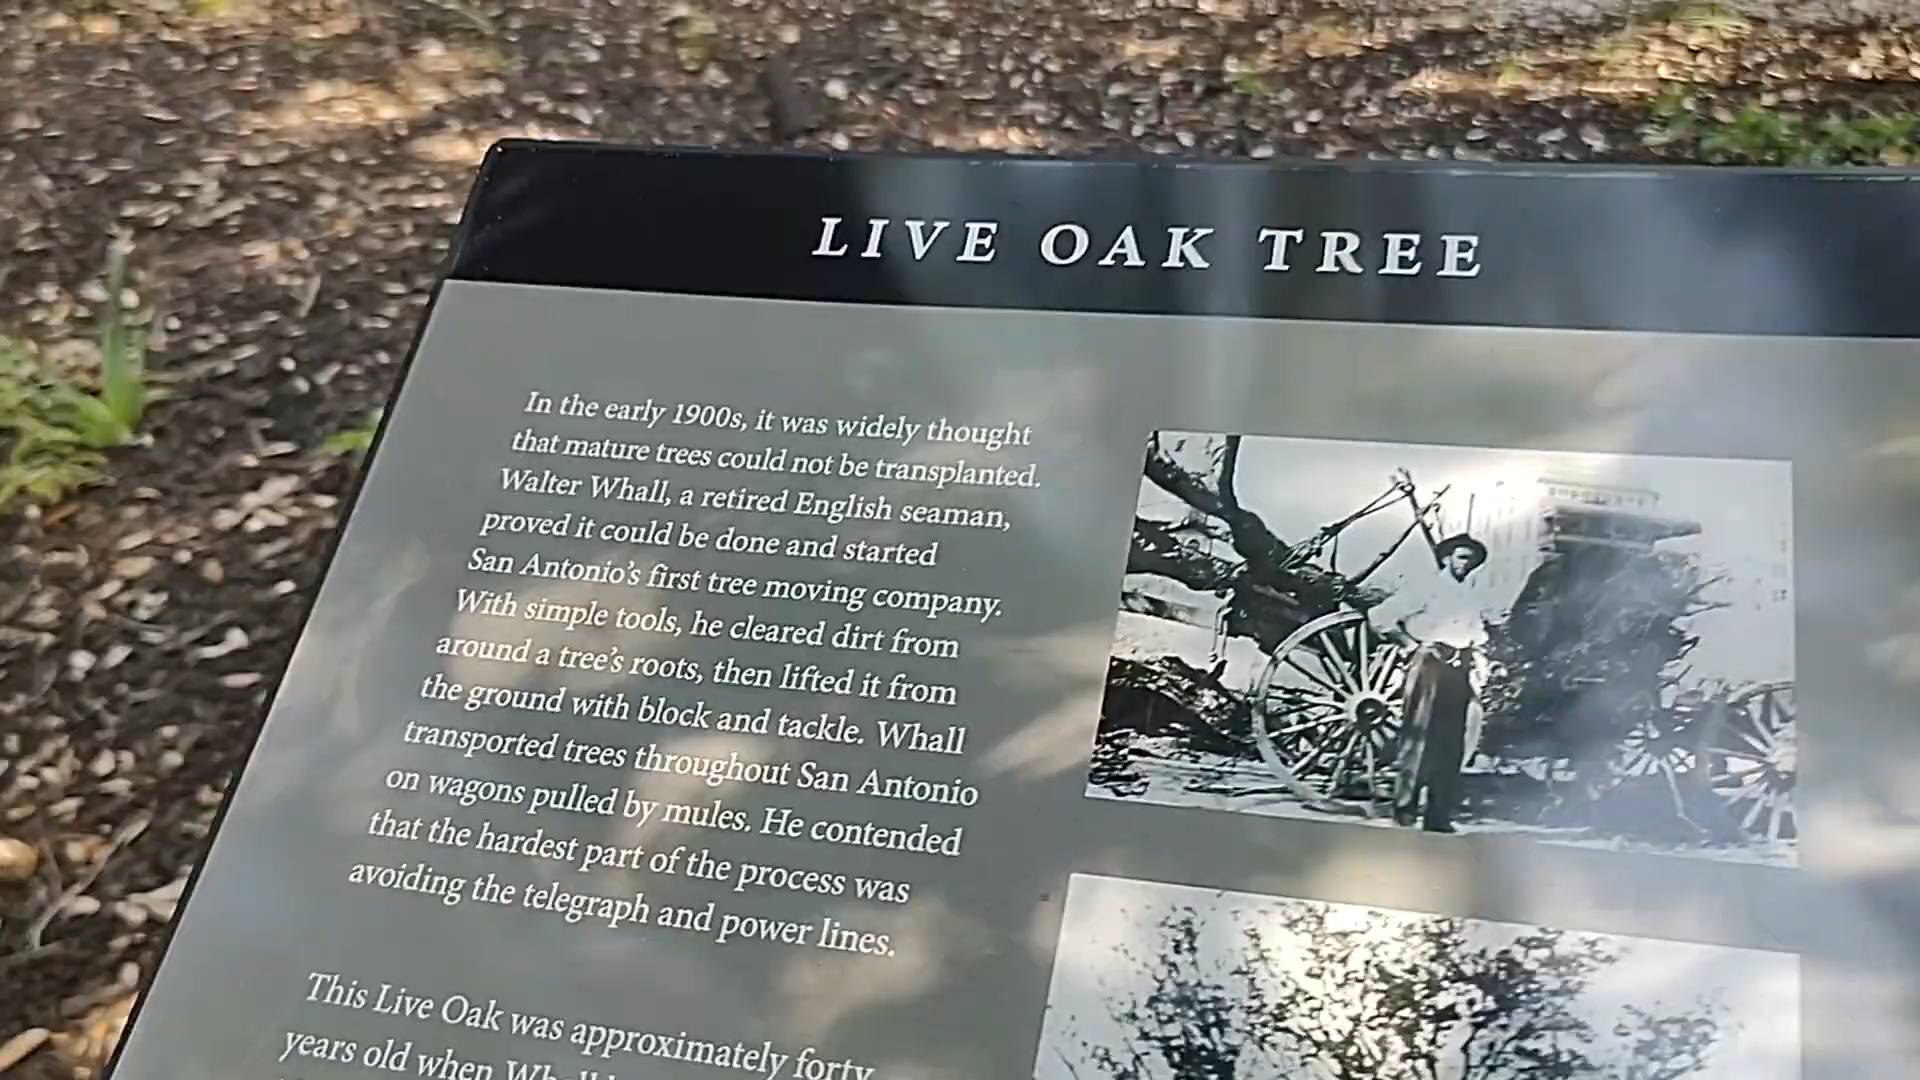 LIVE OAK TREE
In the early 1900s, it was widely thought
that mature trees could not be transplanted.
Walter Whall, a retired English seaman,
proved it could be done and started
San Antonio's first tree moving company.
With simple tools, he cleared dirt from
around a tree's roots, then lifted it from
the ground with block and tackle. Whall
transported trees throughout San Antonio
on wagons pulled by mules. He contended
that the hardest part of the process was
avoiding the telegraph and power lines.
This Live Oak was approximately forty
years old when Whall